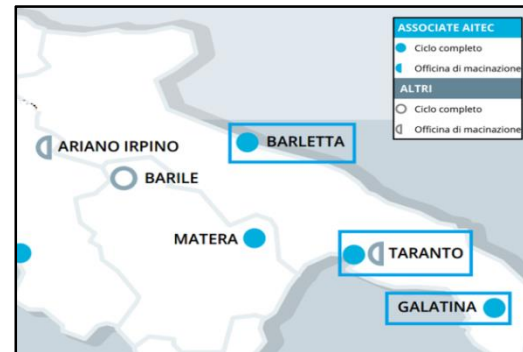 ASSOCIATE AITEC
Ciclo completo
Officina di macinazione
ALTRI
Ciclo completo
Officina di macinazione
ARIANO IRPINO
BARLETTA
BARILE
MATERA
TARANTO
GALATINA